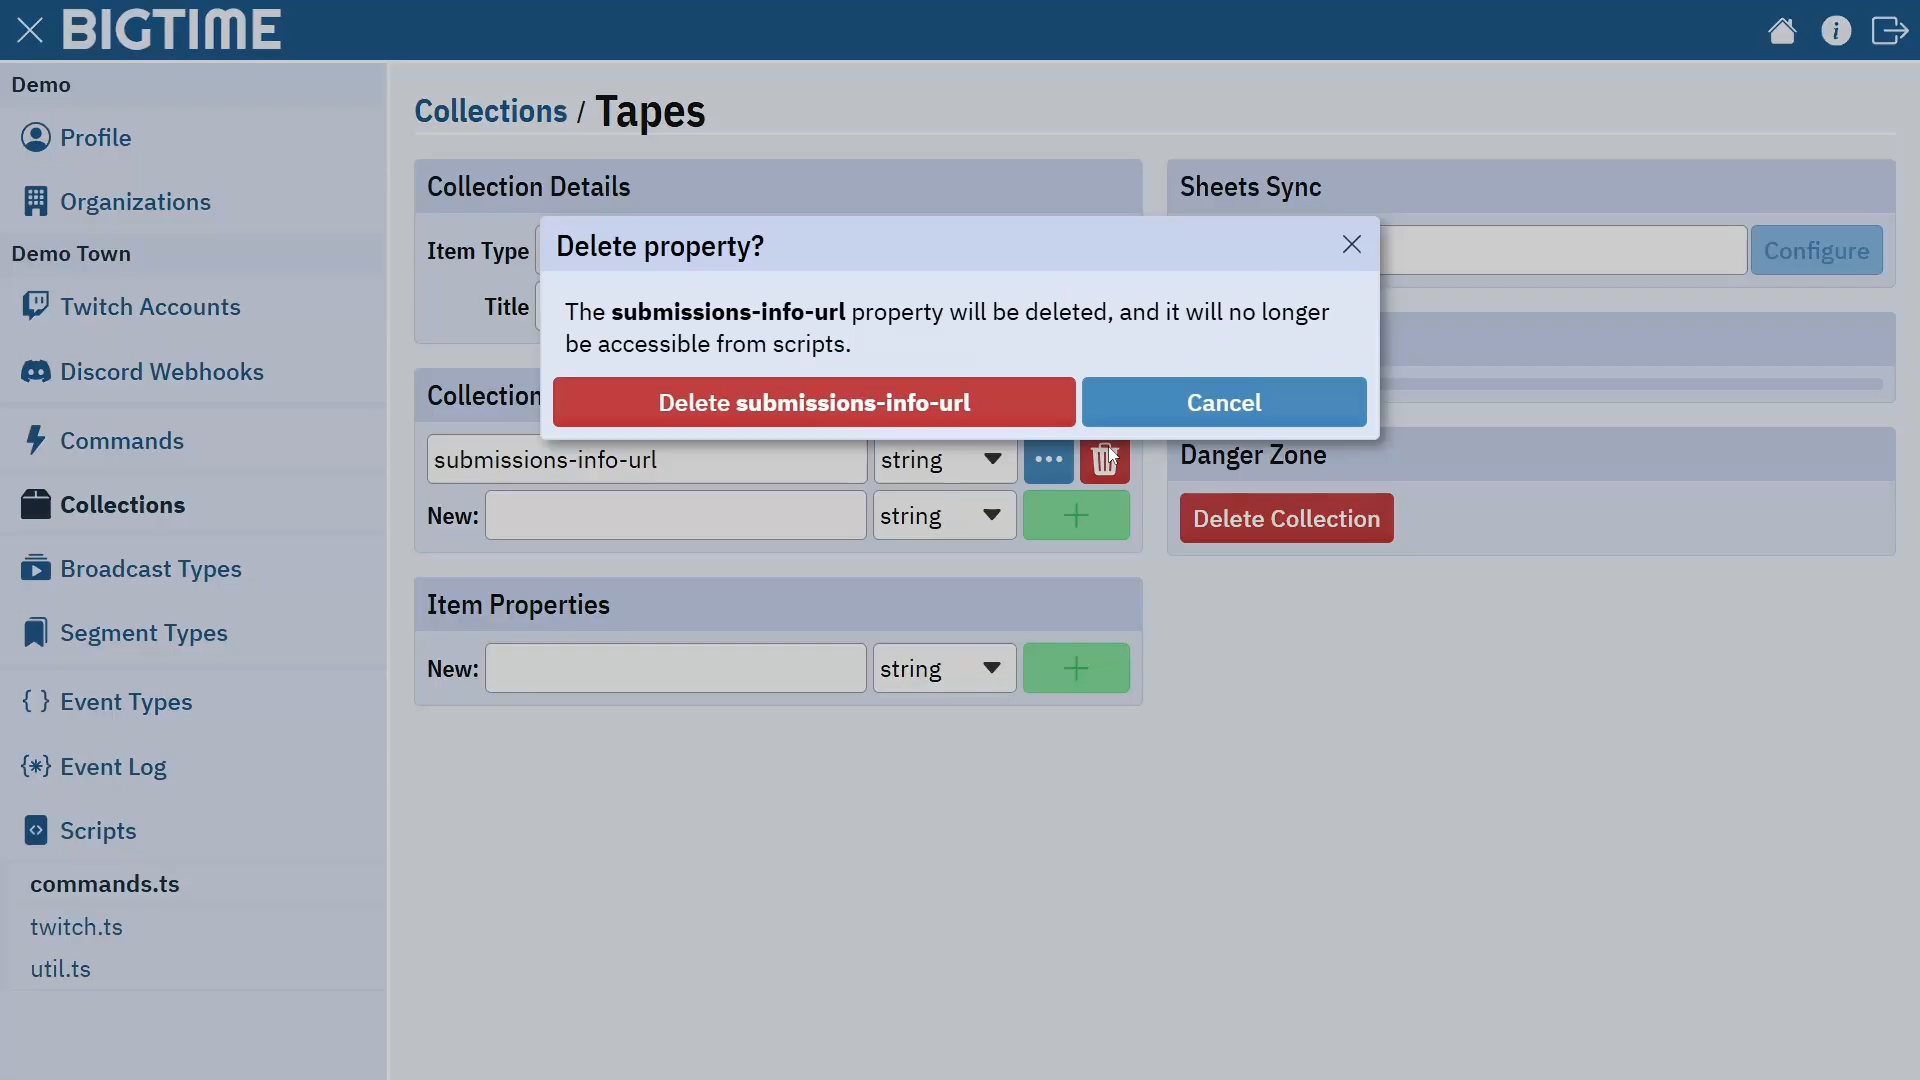 BIGTIME
Demo
Profile
Organizations
Demo Town
Twitch Accounts
Discord Webhooks
Commands
Collections
Broadcast Types
Segment Types
Event Types
Event Log
Scripts
commands.ts
twitch.ts
util.ts
Collections / Tapes
Collection Details
Item Type
Title
Sheets Sync
Configure
Delete property?
The submissions-info-url property will be deleted, and it will no longer
be accessible from scripts.
Delete submissions-info-url
Cancel
Collection
submissions-info-url
string
New:
string
Item Properties
New:
string
Danger Zone
Delete Collection